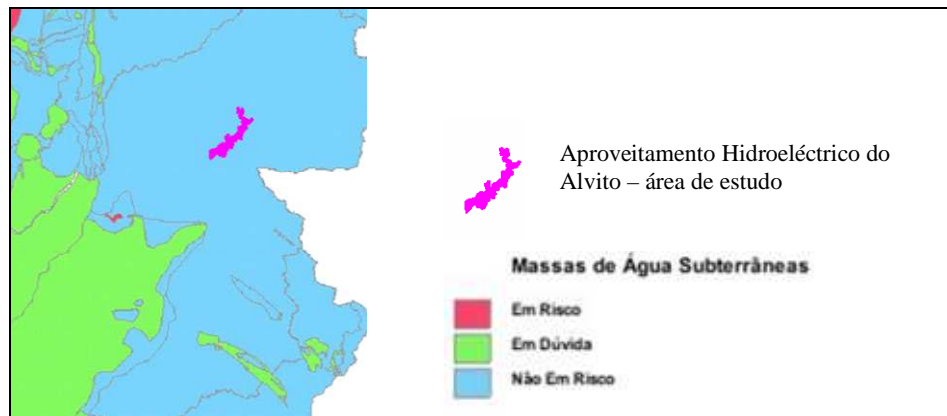 Aproveitamento Hidroeléctrico do
Alvito – área de estudo
Massas de Água Subterrâneas
Em Risco
Em Dúvida
Não Em Risco